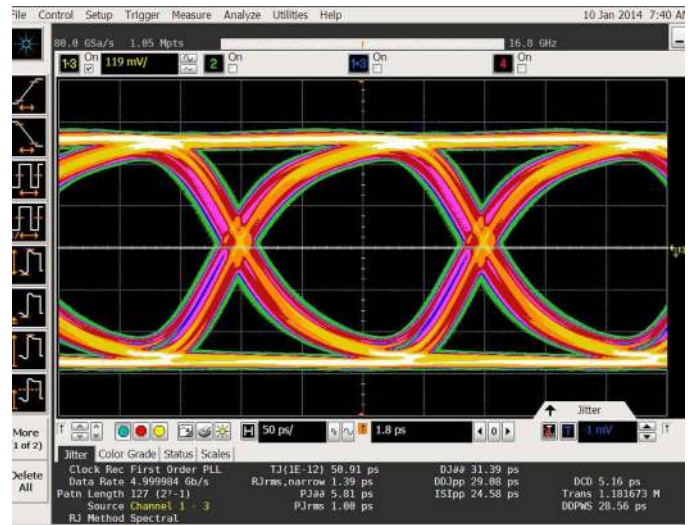 File Control Setup Trigger Measure Analyze Utilities Help 10 Jan 2014 7:40 AM
80.0 GSa/s 1.05 Mpts 16.8 GHz
1-3 On 119 mV/ 2 On 1-3 On 4 On
More
(1 of 2)
Delete
All
Jitter
H 50 ps/ 1.8 ps 0 T -1 mV
Jitter Color Grade Status Scales
Clock Rec First Order PLL TJ(1E-12) 50.91 ps DJδδ 31.39 ps
Data Rate 4.999984 Gb/s RJrms,narrow 1.39 ps DDJpp 29.08 ps DCD 5.16 ps
Patn Length 127 (2⁷-1) PJδδ 5.81 ps ISIpp 24.58 ps Trans 1.181673 M
Source Channel 1 - 3 PJrms 1.00 ps DDPWS 28.56 ps
RJ Method Spectral